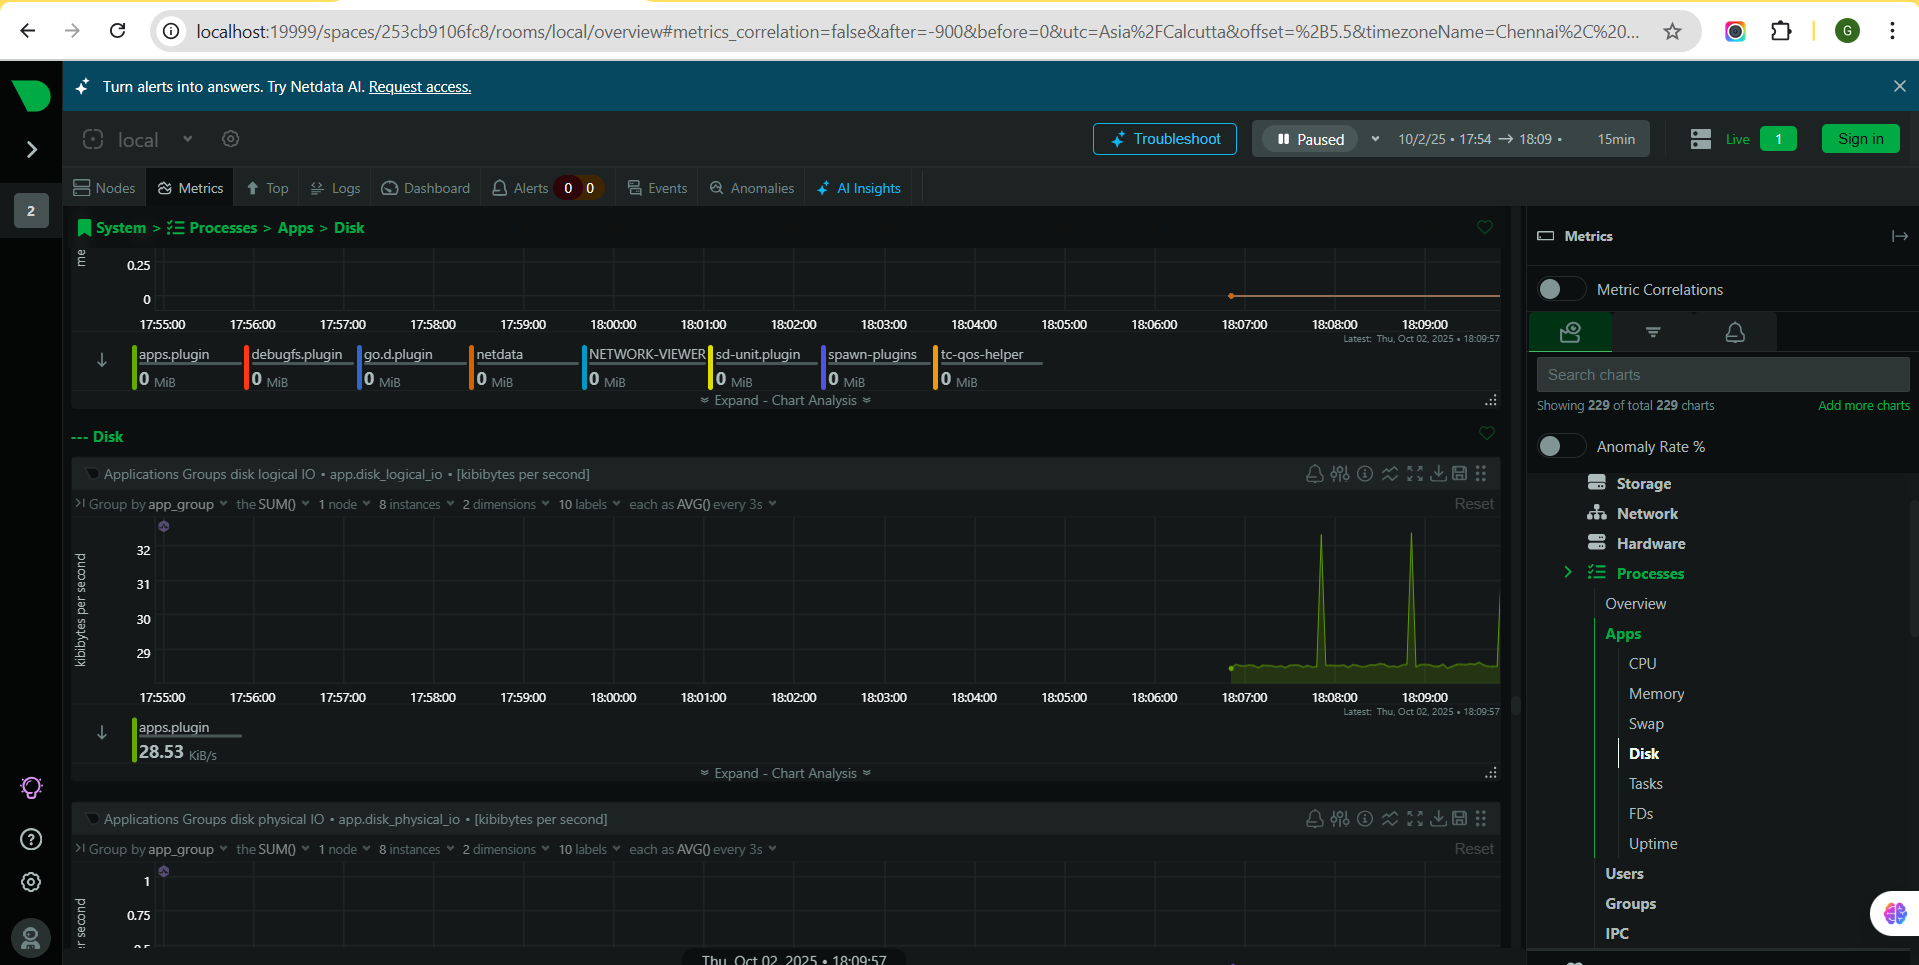 localhost:19999/spaces/253cb9106fc8/rooms/local/overview#metrics_correlation=false&after=-900&before=0&utc=Asia%2FCalcutta&offset=%2B5.5&timezoneName=Chennai%2C%20...
G
Turn alerts into answers. Try Netdata AI. Request access.
local
Troubleshoot
Paused
10/2/25 • 17:54 → 18:09 •
15min
Live
1
Sign in
Nodes
Metrics
Top
Logs
Dashboard
Alerts
0
0
Events
Anomalies
AI Insights
2
System > Processes > Apps > Disk
me
0.25
0
17:55:00 17:56:00 17:57:00 17:58:00 17:59:00 18:00:00 18:01:00 18:02:00 18:03:00 18:04:00 18:05:00 18:06:00 18:07:00 18:08:00 18:09:00
Latest: Thu, Oct 02, 2025 • 18:09:57
apps.plugin debugfs.plugin go.d.plugin netdata NETWORK-VIEWER sd-unit.plugin spawn-plugins tc-qos-helper
0 MiB 0 MiB 0 MiB 0 MiB 0 MiB 0 MiB 0 MiB 0 MiB
Expand - Chart Analysis
--- Disk
Applications Groups disk logical IO • app.disk_logical_io • [kibibytes per second]
Group by app_group the SUM() 1 node 8 instances 2 dimensions 10 labels each as AVG() every 3s
Reset
kibibytes per second
32
31
30
29
17:55:00 17:56:00 17:57:00 17:58:00 17:59:00 18:00:00 18:01:00 18:02:00 18:03:00 18:04:00 18:05:00 18:06:00 18:07:00 18:08:00 18:09:00
Latest: Thu, Oct 02, 2025 • 18:09:57
apps.plugin
28.53 KiB/s
Expand - Chart Analysis
Applications Groups disk physical IO • app.disk_physical_io • [kibibytes per second]
Group by app_group the SUM() 1 node 8 instances 2 dimensions 10 labels each as AVG() every 3s
Reset
er second
1
0.75
0.5
Thu, Oct 02, 2025 • 18:09:57
Metrics
Metric Correlations
Search charts
Showing 229 of total 229 charts
Add more charts
Anomaly Rate %
Storage
Network
Hardware
Processes
Overview
Apps
CPU
Memory
Swap
Disk
Tasks
FDs
Uptime
Users
Groups
IPC